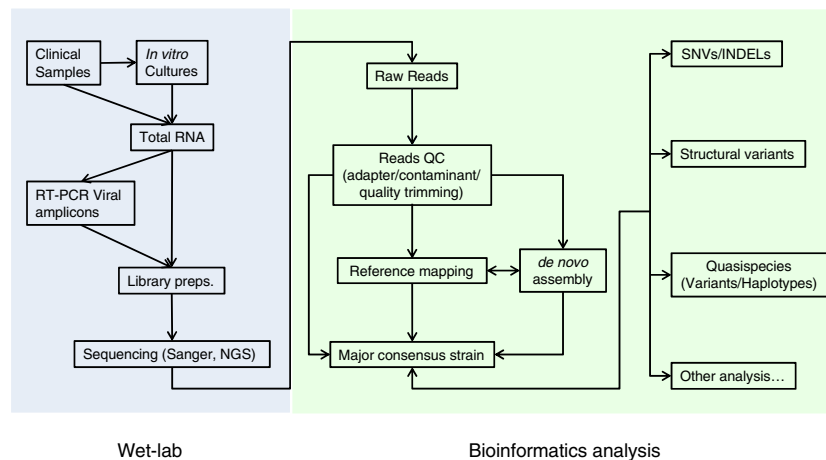 Clinical
Samples
In vitro
Cultures
Total RNA
RT-PCR Viral
amplicons
Library preps.
Sequencing (Sanger, NGS)
Raw Reads
Reads QC
(adapter/contaminant/
quality trimming)
Reference mapping
de novo
assembly
Major consensus strain
SNVs/INDELs
Structural variants
Quasispecies
(Variants/Haplotypes)
Other analysis…
Wet-lab
Bioinformatics analysis